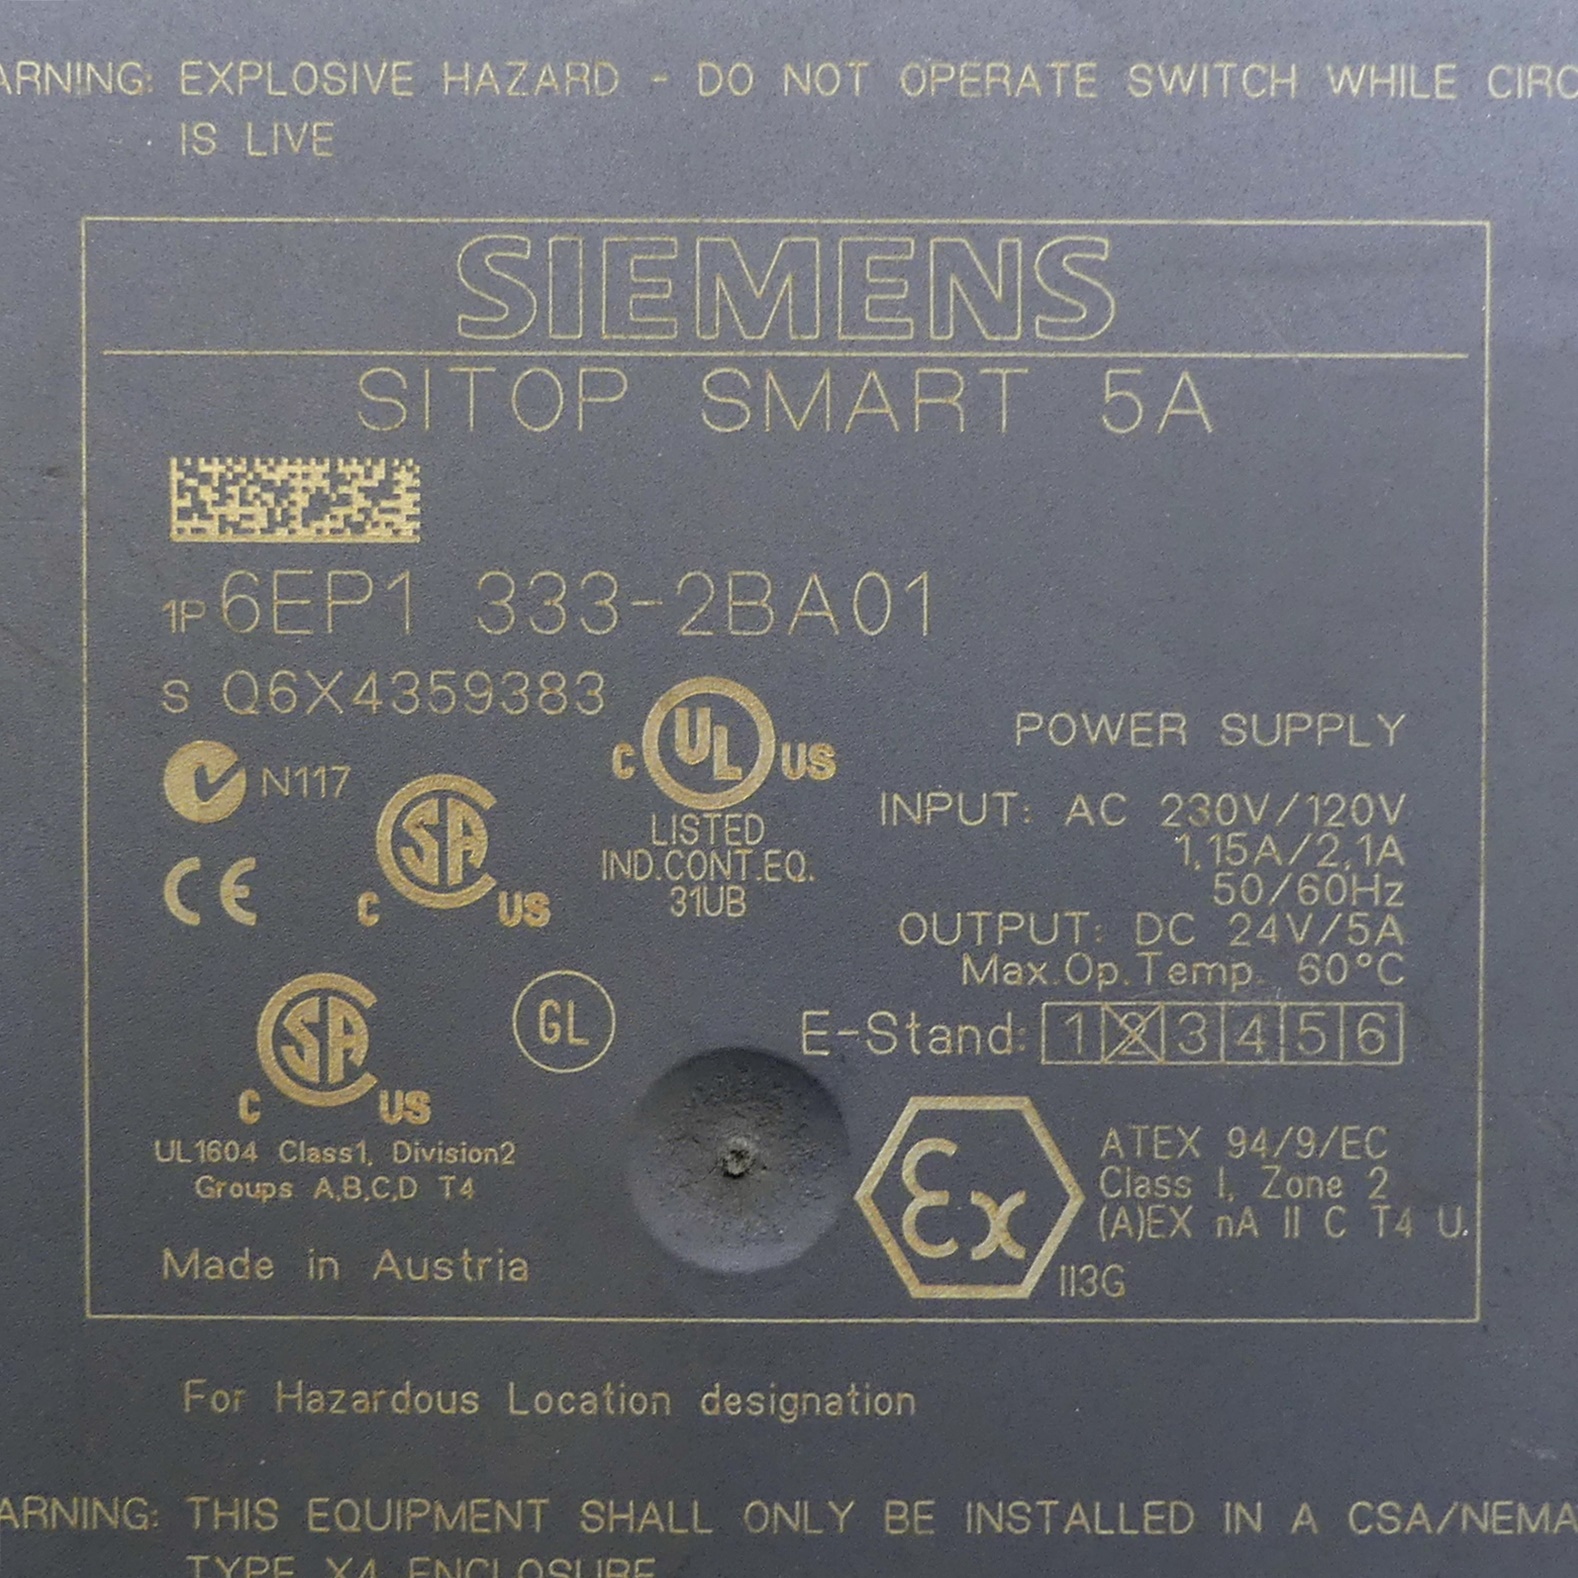 ARNING: EXPLOSIVE HAZARD - DO NOT OPERATE SWITCH WHILE CIRC
IS LIVE
SIEMENS
SITOP SMART 5A
1P 6EP1 333-2BA01
S Q6X4359383
N117
CE
C SA US
C UL US
LISTED
IND.CONT.EQ.
31UB
POWER SUPPLY
INPUT: AC 230V/120V
1,15A/2,1A
50/60Hz
OUTPUT: DC 24V/5A
Max.Op.Temp. 60°C
E-Stand: 1 2 3 4 5 6
C SA US
UL1604 Class1, Division2
Groups A,B,C,D T4
GL
Made in Austria
Ex
II3G
ATEX 94/9/EC
Class I, Zone 2
(A)EX nA II C T4 U.
For Hazardous Location designation
ARNING: THIS EQUIPMENT SHALL ONLY BE INSTALLED IN A CSA/NEMA
TYPE X4 ENCLOSURE